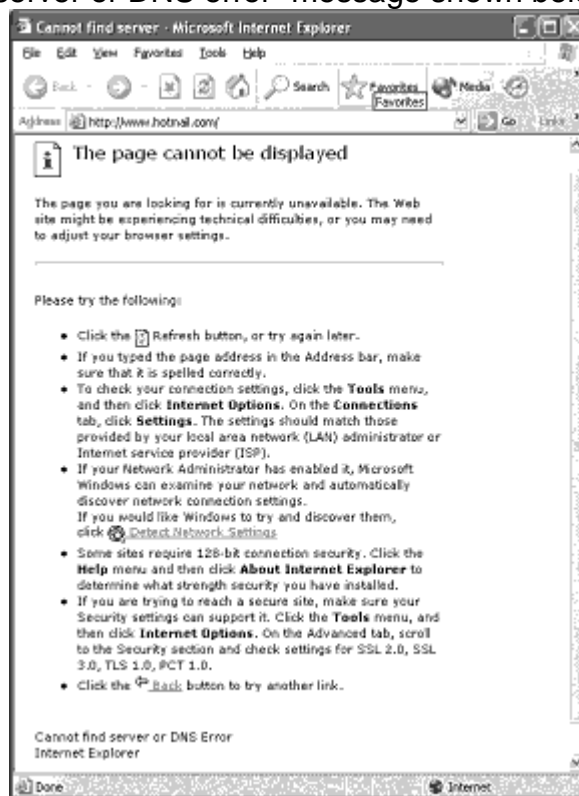 server or DNS error" message shown bel
Cannot find server - Microsoft Internet Explorer
File Edit View Favorites Tools Help
Back Search Favorites Media
Favorites
Address http://www.hotmail.com/ Go Links
The page cannot be displayed
The page you are looking for is currently unavailable. The Web
site might be experiencing technical difficulties, or you may need
to adjust your browser settings.
Please try the following:
Click the Refresh button, or try again later.
If you typed the page address in the Address bar, make
sure that it is spelled correctly.
To check your connection settings, click the Tools menu,
and then click Internet Options. On the Connections
tab, click Settings. The settings should match those
provided by your local area network (LAN) administrator or
Internet service provider (ISP).
If your Network Administrator has enabled it, Microsoft
Windows can examine your network and automatically
discover network connection settings.
If you would like Windows to try and discover them,
click Detect Network Settings
Some sites require 128-bit connection security. Click the
Help menu and then click About Internet Explorer to
determine what strength security you have installed.
If you are trying to reach a secure site, make sure your
Security settings can support it. Click the Tools menu, and
then click Internet Options. On the Advanced tab, scroll
to the Security section and check settings for SSL 2.0, SSL
3.0, TLS 1.0, PCT 1.0.
Click the Back button to try another link.
Cannot find server or DNS Error
Internet Explorer
Done Internet